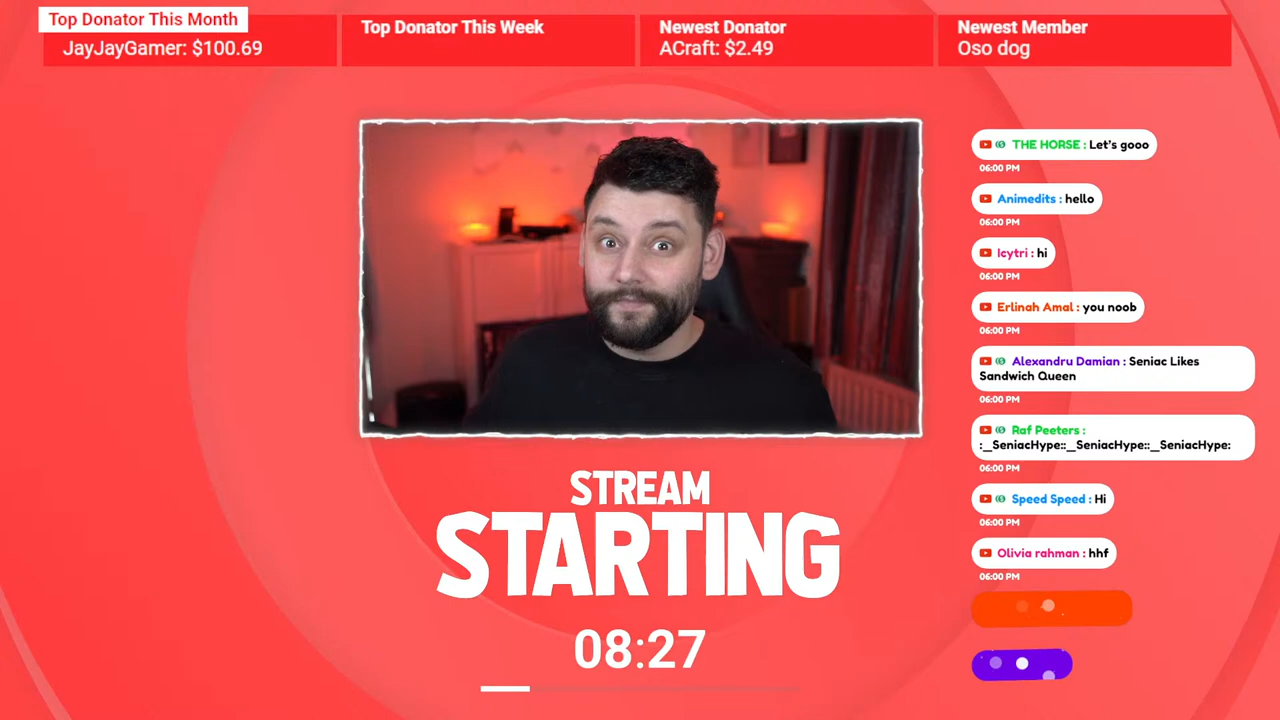 Top Donator This Month
JayJayGamer: $100.69
Top Donator This Week
Newest Donator
ACraft: $2.49
Newest Member
Oso dog
THE HORSE : Let's gooo
06:00 PM
Animedits : hello
06:00 PM
Icytri : hi
06:00 PM
Erlinah Amal : you noob
06:00 PM
Alexandru Damian : Seniac Likes
Sandwich Queen
06:00 PM
Raf Peeters :
:__SeniacHype::__SeniacHype::__SeniacHype:
06:00 PM
Speed Speed : Hi
06:00 PM
Olivia rahman : hhf
06:00 PM
STREAM
STARTING
08:27